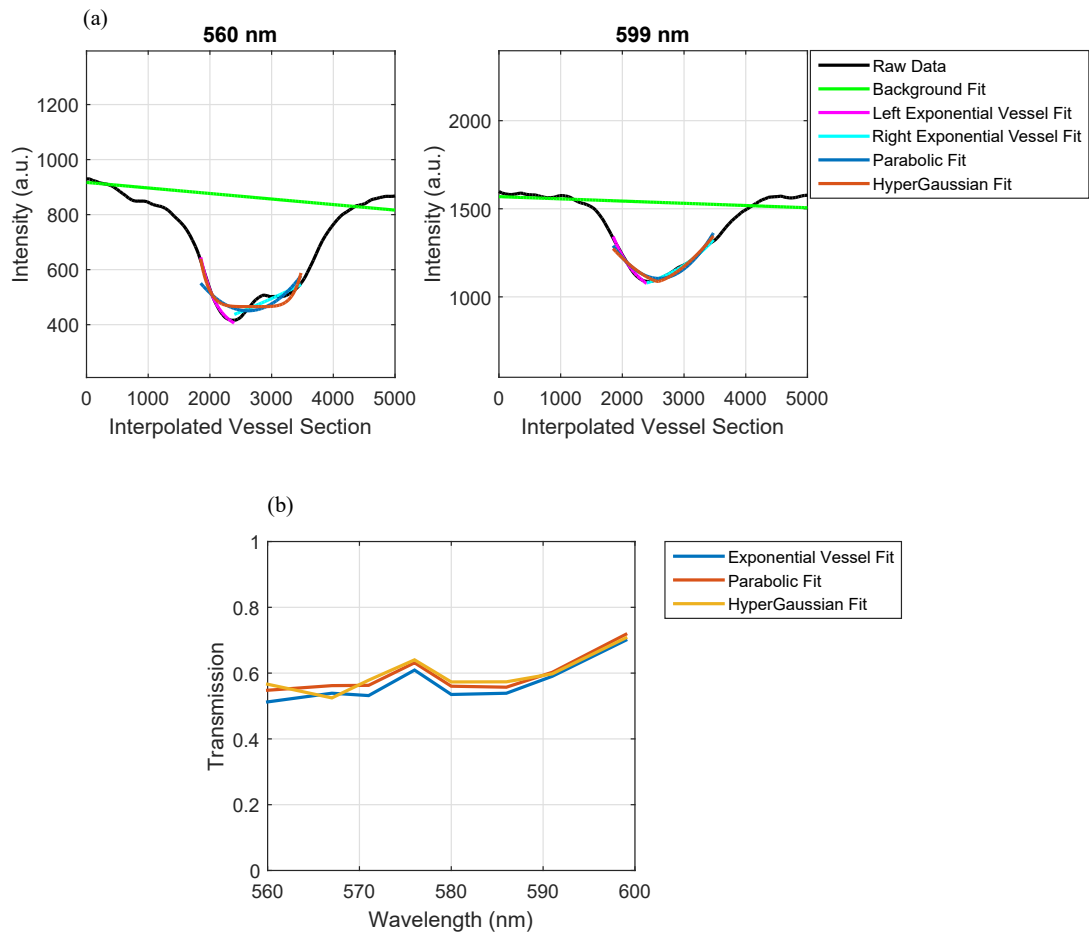 (a)
560 nm
599 nm
Intensity (a.u.)
1200
1000
800
600
400
0 1000 2000 3000 4000 5000
Interpolated Vessel Section
Intensity (a.u.)
2000
1500
1000
0 1000 2000 3000 4000 5000
Interpolated Vessel Section
Raw Data
Background Fit
Left Exponential Vessel Fit
Right Exponential Vessel Fit
Parabolic Fit
HyperGaussian Fit
(b)
Transmission
1
0.8
0.6
0.4
0.2
0
560 570 580 590 600
Wavelength (nm)
Exponential Vessel Fit
Parabolic Fit
HyperGaussian Fit